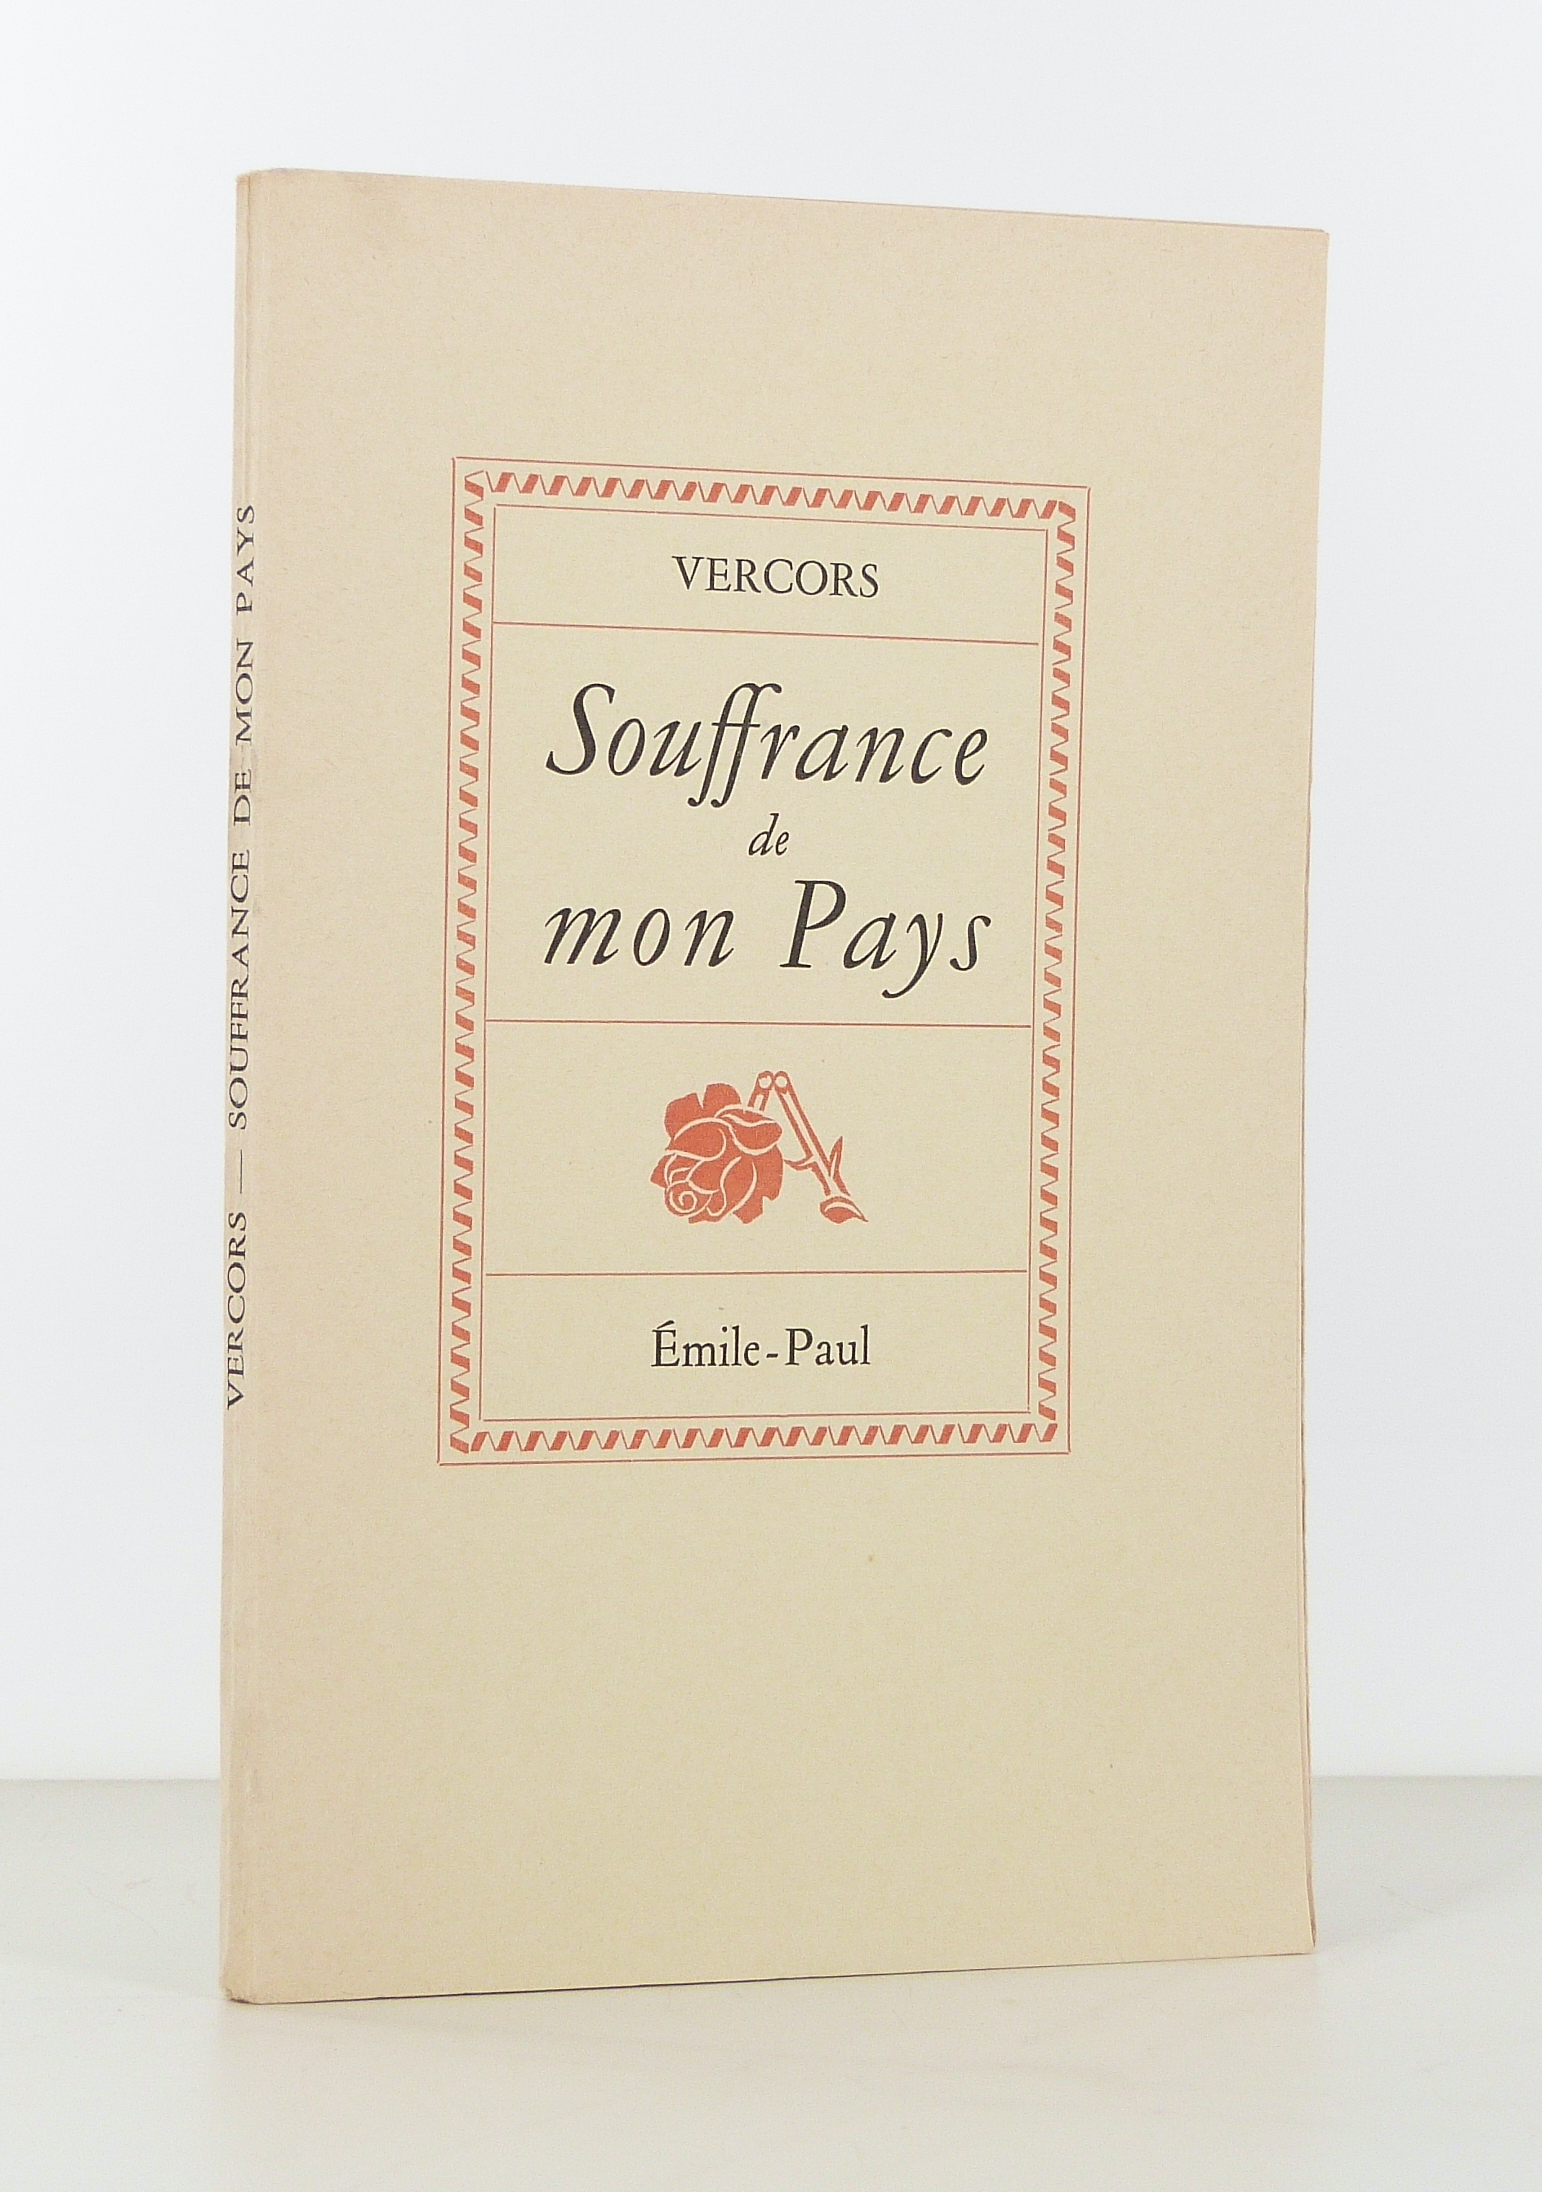 VERCORS — SOUFFRANCE DE MON PAYS
VERCORS
Souffrance
de
mon Pays
Émile-Paul